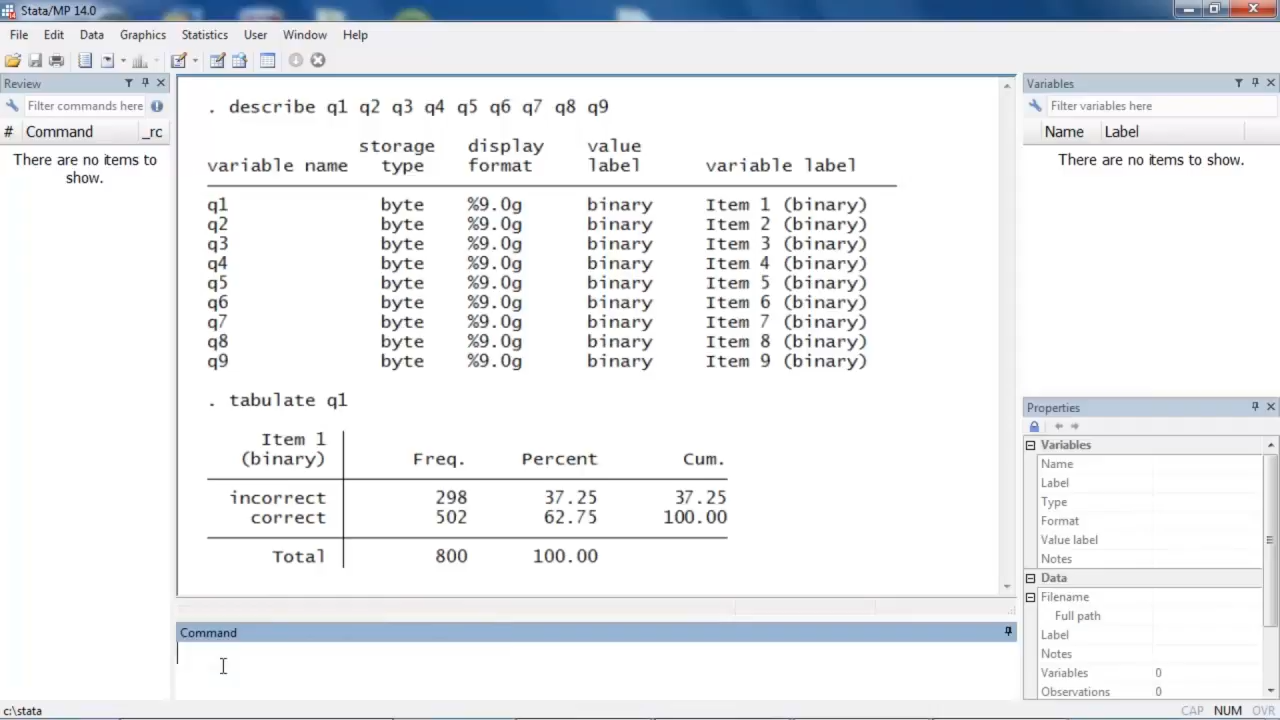 Stata/MP 14.0
File Edit Data Graphics Statistics User Window Help
Review
Filter commands here
# Command _rc
There are no items to
show.
. describe q1 q2 q3 q4 q5 q6 q7 q8 q9
storage display value
variable name type format label variable label
q1 byte %9.0g binary Item 1 (binary)
q2 byte %9.0g binary Item 2 (binary)
q3 byte %9.0g binary Item 3 (binary)
q4 byte %9.0g binary Item 4 (binary)
q5 byte %9.0g binary Item 5 (binary)
q6 byte %9.0g binary Item 6 (binary)
q7 byte %9.0g binary Item 7 (binary)
q8 byte %9.0g binary Item 8 (binary)
q9 byte %9.0g binary Item 9 (binary)
. tabulate q1
Item 1
(binary) Freq. Percent Cum.
incorrect 298 37.25 37.25
correct 502 62.75 100.00
Total 800 100.00
Command
Variables
Filter variables here
Name Label
There are no items to show.
Properties
Variables
Name
Label
Type
Format
Value label
Notes
Data
Filename
Full path
Label
Notes
Variables 0
Observations 0
c:\stata
CAP NUM OVR